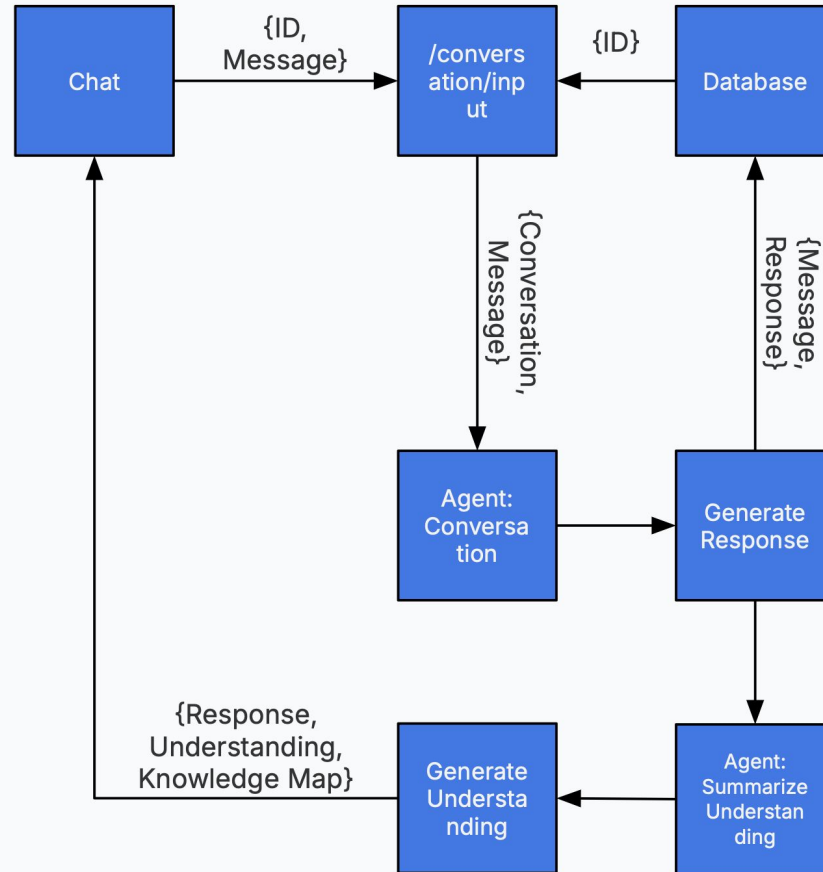 {ID,
Message}
{ID}
Chat
/convers
ation/inp
ut
Database
{Conversation,
Message}
{Message,
Response}
Agent:
Conversa
tion
Generate
Response
{Response,
Understanding,
Knowledge Map}
Generate
Understa
nding
Agent:
Summarize
Understan
ding